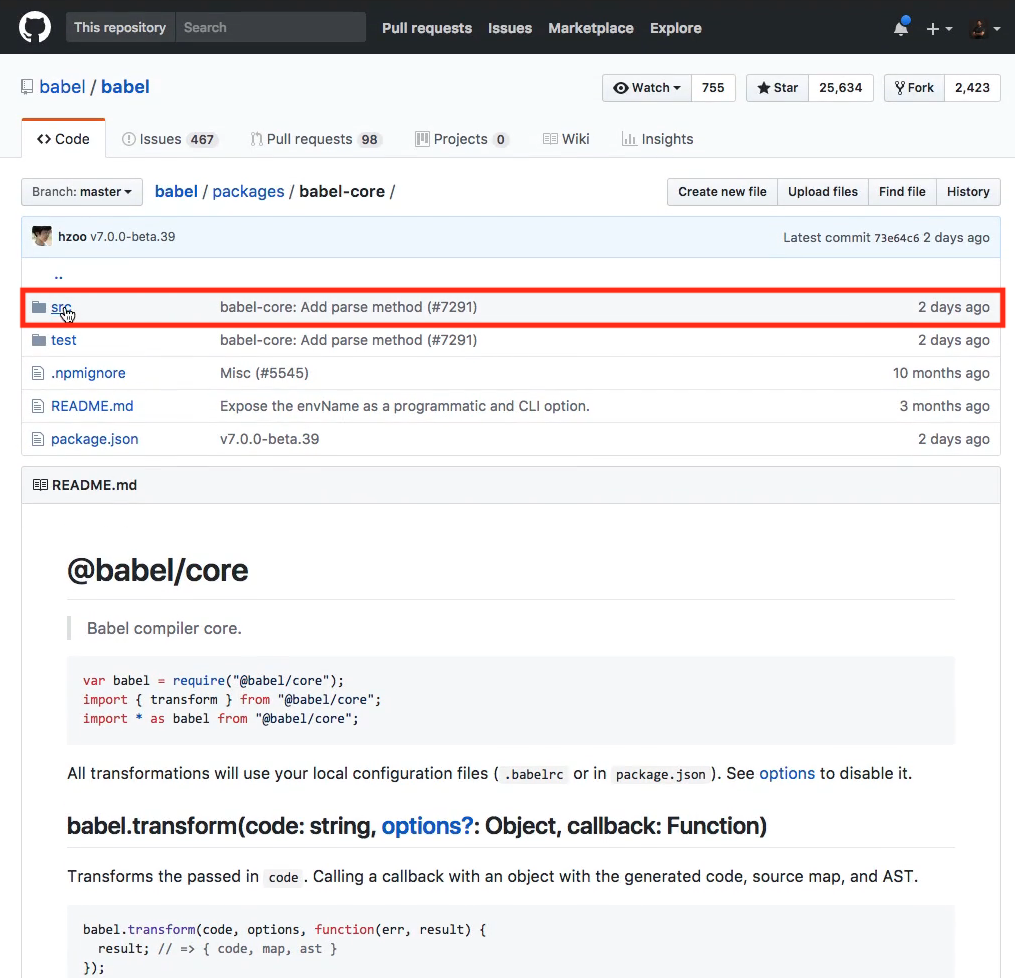 This repository Search Pull requests Issues Marketplace Explore
babel / babel Watch 755 Star 25,634 Fork 2,423
Code Issues 467 Pull requests 98 Projects 0 Wiki Insights
Branch: master babel / packages / babel-core / Create new file Upload files Find file History
hzoo v7.0.0-beta.39 Latest commit 73e64c6 2 days ago
..
src babel-core: Add parse method (#7291) 2 days ago
test babel-core: Add parse method (#7291) 2 days ago
.npmignore Misc (#5545) 10 months ago
README.md Expose the envName as a programmatic and CLI option. 3 months ago
package.json v7.0.0-beta.39 2 days ago
README.md
@babel/core
Babel compiler core.
var babel = require("@babel/core");
import { transform } from "@babel/core";
import * as babel from "@babel/core";
All transformations will use your local configuration files ( .babelrc or in package.json ). See options to disable it.
babel.transform(code: string, options?: Object, callback: Function)
Transforms the passed in code . Calling a callback with an object with the generated code, source map, and AST.
babel.transform(code, options, function(err, result) {
result; // => { code, map, ast }
});